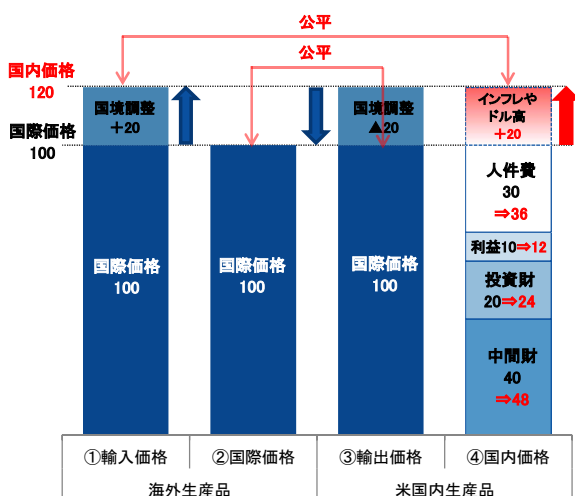 公平
公平
国内価格
120
国際価格
100
国境調整
＋20
国際価格
100
国際価格
100
国境調整
▲20
国際価格
100
インフレや
ドル高
+20
人件費
30
⇒36
利益10⇒12
投資財
20⇒24
中間財
40
⇒48
①輸入価格
②国際価格
③輸出価格
④国内価格
海外生産品
米国内生産品